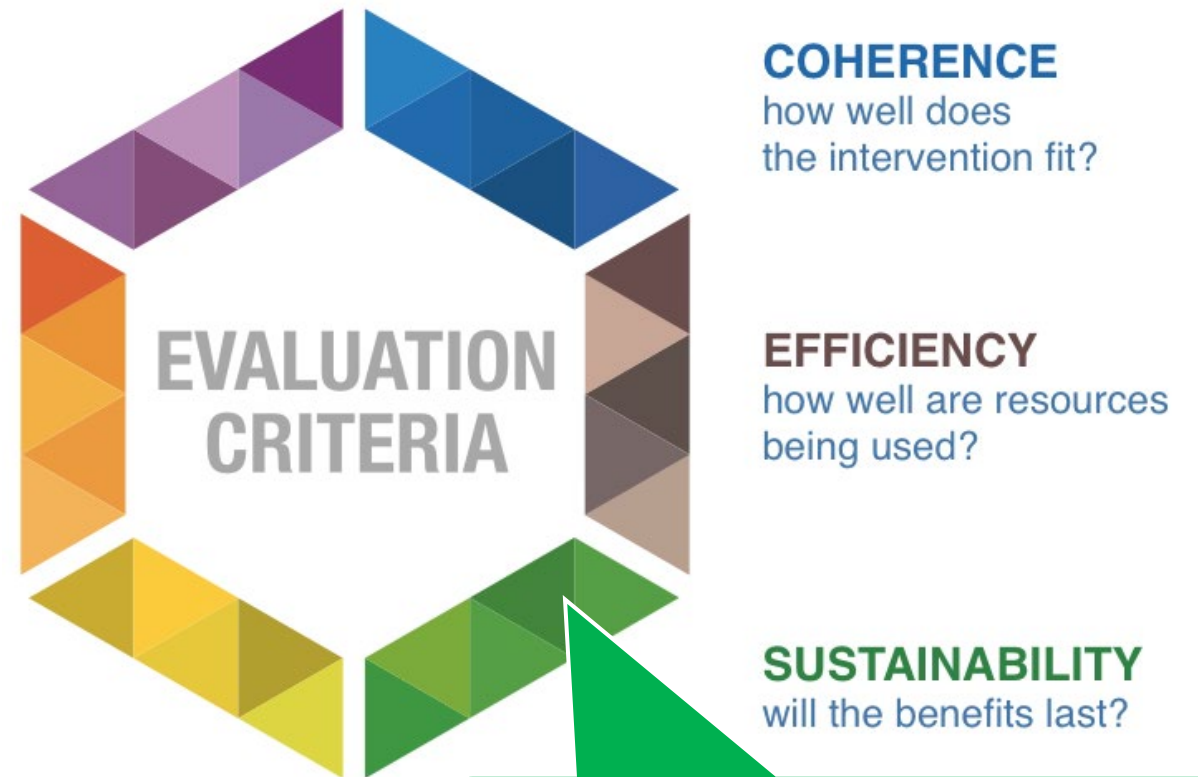 COHERENCE
how well does
the intervention fit?
EVALUATION
CRITERIA
EFFICIENCY
how well are resources
being used?
SUSTAINABILITY
will the benefits last?